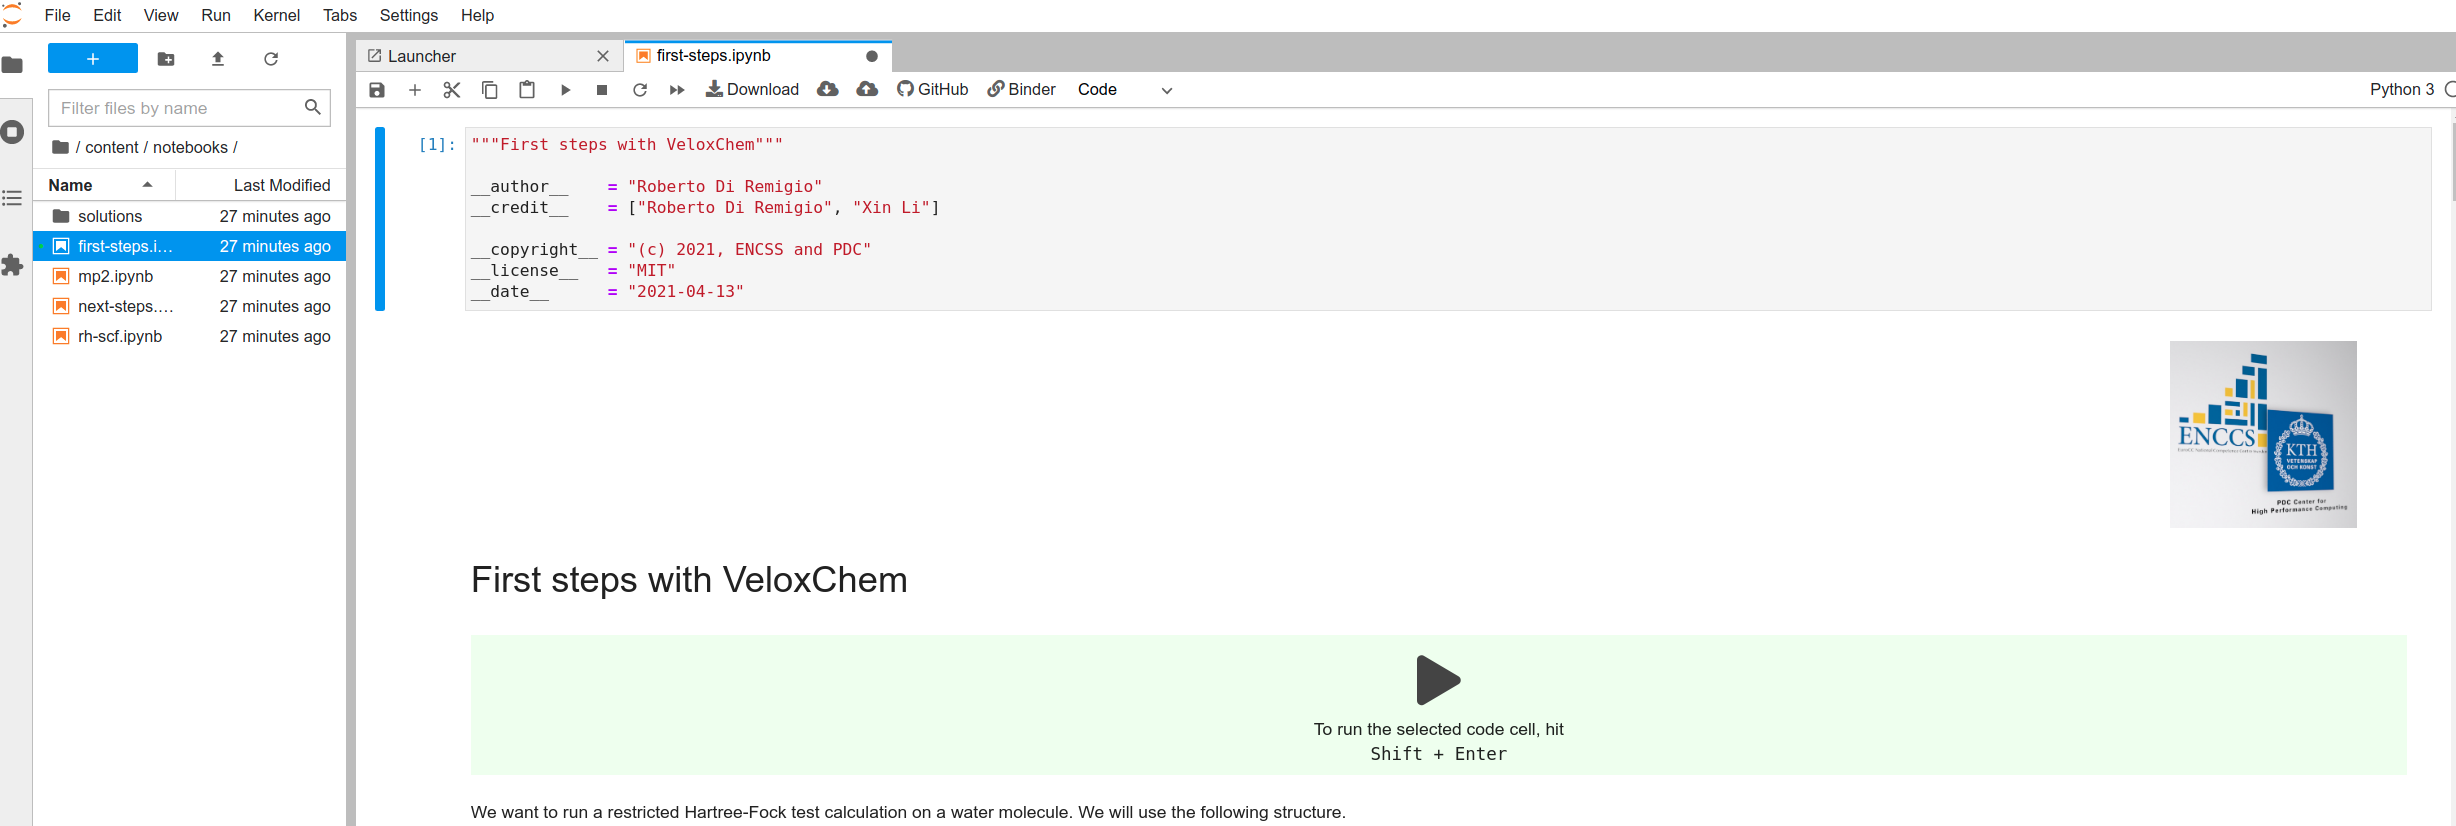 File Edit View Run Kernel Tabs Settings Help
+
Filter files by name
/ content / notebooks /
Name Last Modified
solutions 27 minutes ago
first-steps.i… 27 minutes ago
mp2.ipynb 27 minutes ago
next-steps.… 27 minutes ago
rh-scf.ipynb 27 minutes ago
Launcher first-steps.ipynb
Download GitHub Binder Code Python 3
[1]: """First steps with VeloxChem"""
__author__    = "Roberto Di Remigio"
__credit__    = ["Roberto Di Remigio", "Xin Li"]
__copyright__ = "(c) 2021, ENCSS and PDC"
__license__   = "MIT"
__date__      = "2021-04-13"
ENCCS
KTH
VETENSKAP
OCH KONST
PDC Center for
High Performance Computing
First steps with VeloxChem
To run the selected code cell, hit
Shift + Enter
We want to run a restricted Hartree-Fock test calculation on a water molecule. We will use the following structure.